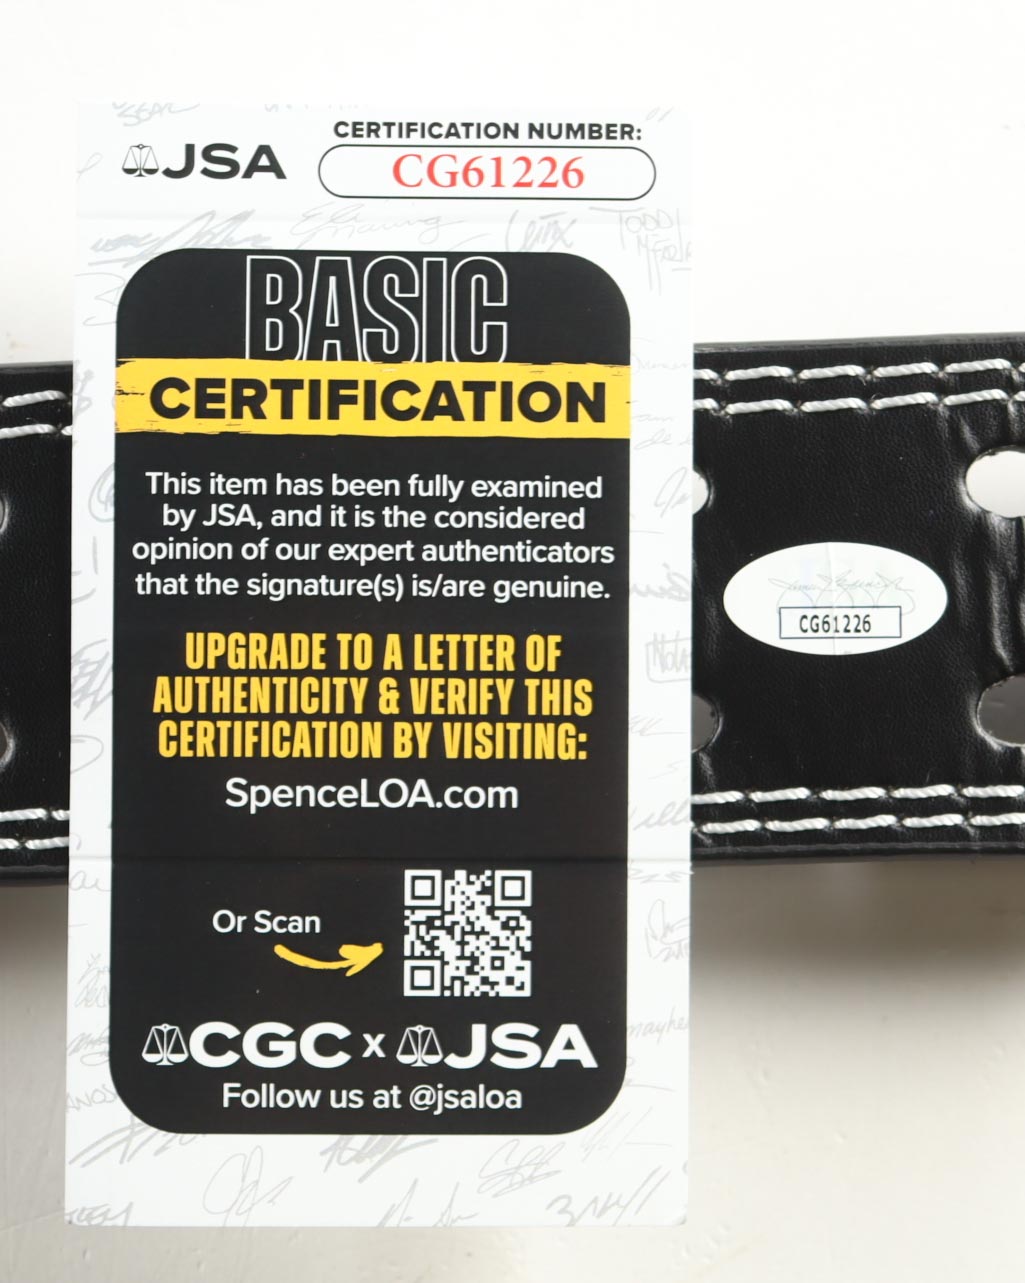 JSA
CERTIFICATION NUMBER:
CG61226
BASIC
CERTIFICATION
This item has been fully examined
by JSA, and it is the considered
opinion of our expert authenticators
that the signature(s) is/are genuine.
UPGRADE TO A LETTER OF
AUTHENTICITY & VERIFY THIS
CERTIFICATION BY VISITING:
SpenceLOA.com
Or Scan
CGC x JSA
Follow us at @jsaloa
CG61226